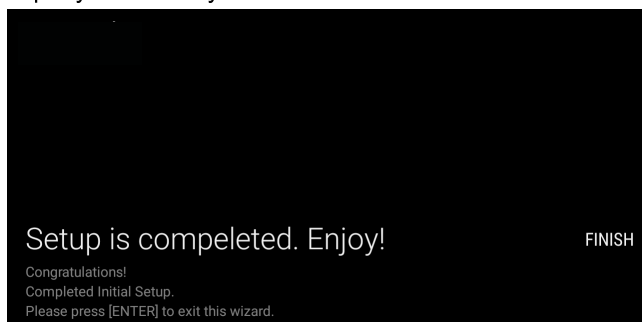 Setup is compeleted. Enjoy!
FINISH
Congratulations!
Completed Initial Setup.
Please press [ENTER] to exit this wizard.